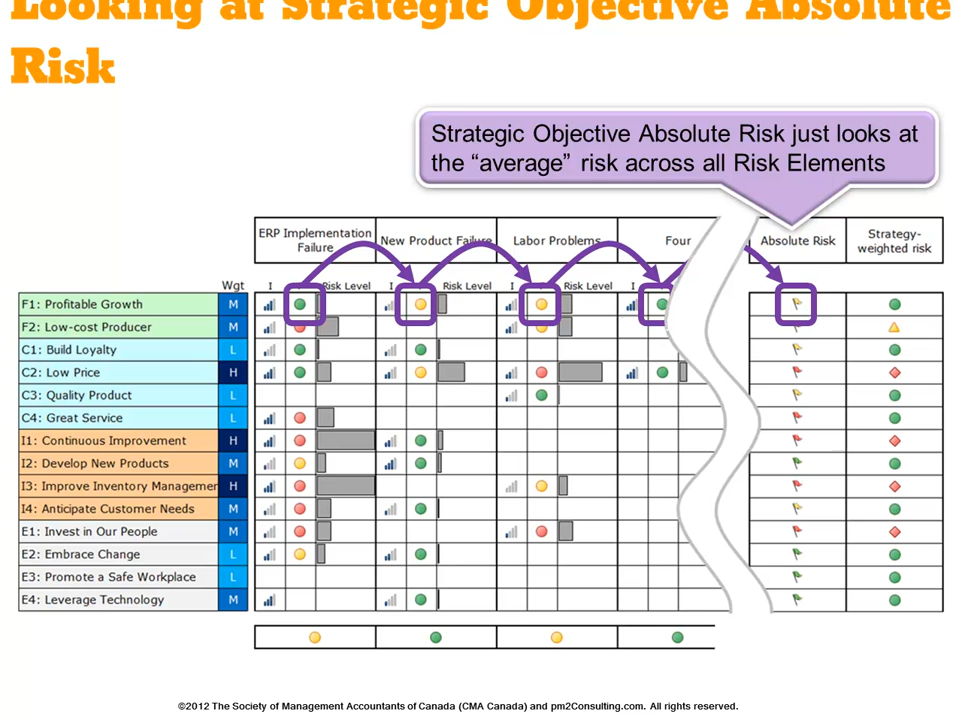 Looking at Strategic Objective Absolute
Risk
Strategic Objective Absolute Risk just looks at
the “average” risk across all Risk Elements
ERP Implementation
Failure
New Product Failure
Labor Problems
Four
Absolute Risk
Strategy-
weighted risk
Wgt I Risk Level I Risk Level I Risk Level I
F1: Profitable Growth M
F2: Low-cost Producer M
C1: Build Loyalty L
C2: Low Price H
C3: Quality Product L
C4: Great Service L
I1: Continuous Improvement H
I2: Develop New Products M
I3: Improve Inventory Managemer H
I4: Anticipate Customer Needs M
E1: Invest in Our People M
E2: Embrace Change L
E3: Promote a Safe Workplace L
E4: Leverage Technology M
©2012 The Society of Management Accountants of Canada (CMA Canada) and pm2Consulting.com. All rights reserved.